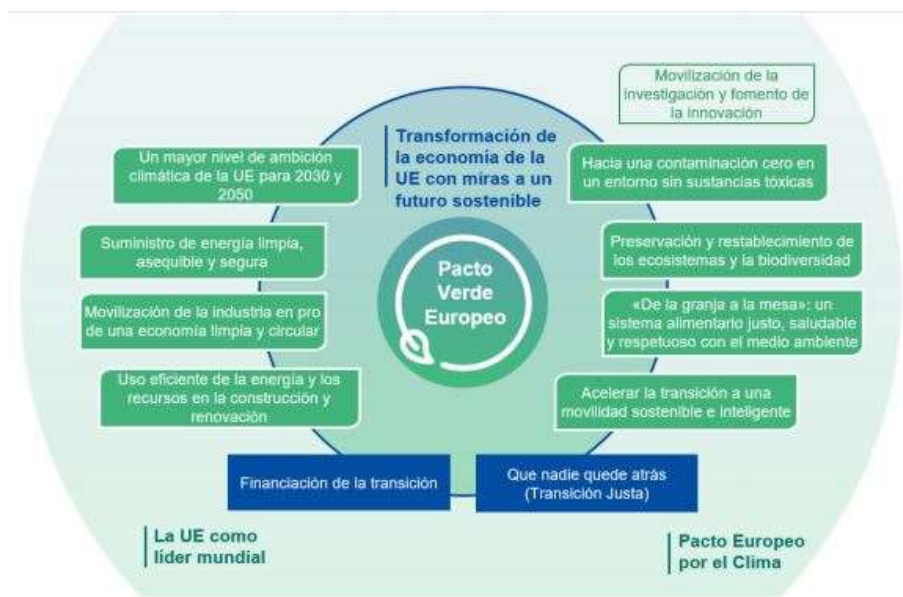 Movilización de la
investigación y fomento de
la innovación
Transformación de
la economía de la
UE con miras a un
futuro sostenible
Un mayor nivel de ambición
climática de la UE para 2030 y
2050
Hacia una contaminación cero en
un entorno sin sustancias tóxicas
Suministro de energía limpia,
asequible y segura
Preservación y restablecimiento de
los ecosistemas y la biodiversidad
Pacto
Verde
Europeo
Movilización de la industria en pro
de una economía limpia y circular
«De la granja a la mesa»: un
sistema alimentario justo, saludable
y respetuoso con el medio ambiente
Uso eficiente de la energía y los
recursos en la construcción y
renovación
Acelerar la transición a una
movilidad sostenible e inteligente
Financiación de la transición
Que nadie quede atrás
(Transición Justa)
La UE como
líder mundial
Pacto Europeo
por el Clima